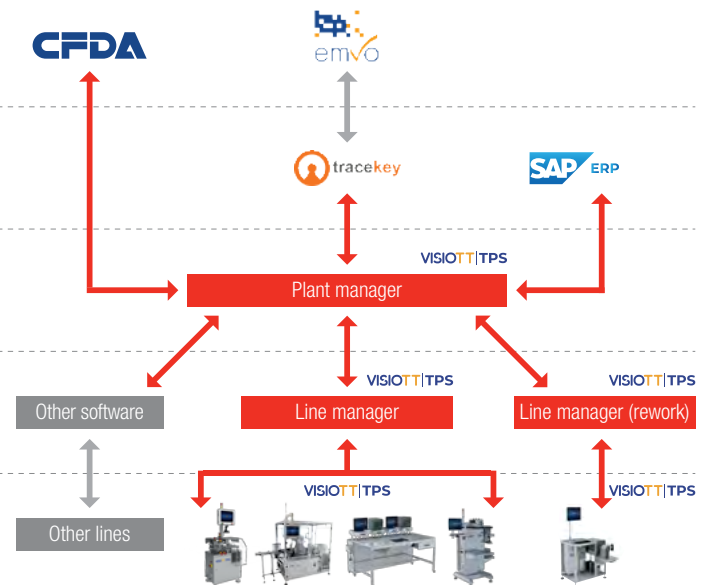 CFDA
emvo
tracekey
SAP ERP
VISIOTT|TPS
Plant manager
VISIOTT|TPS
VISIOTT|TPS
Other software
Line manager
Line manager (rework)
VISIOTT|TPS
VISIOTT|TPS
Other lines